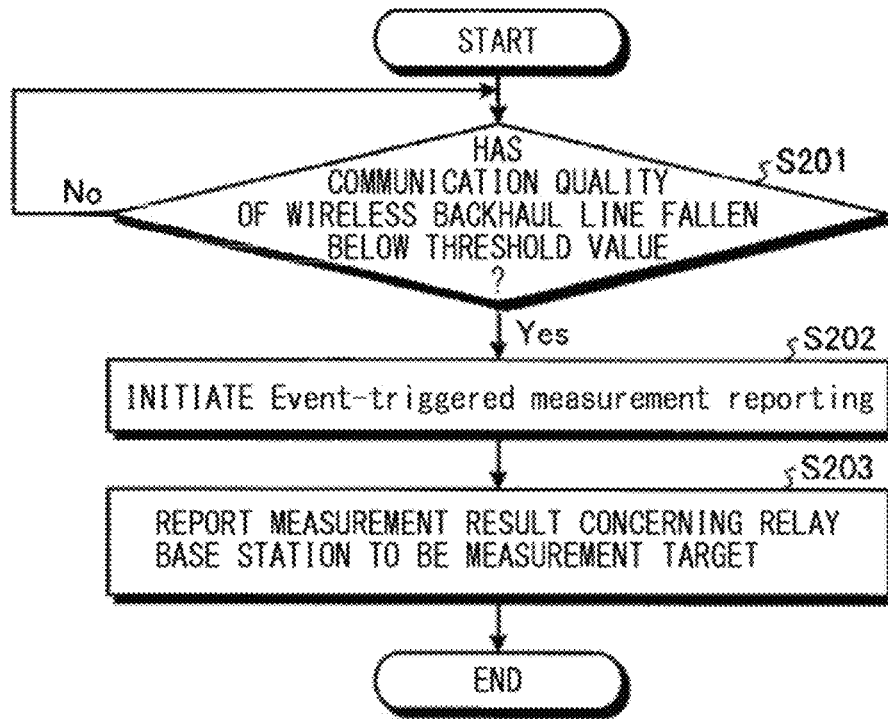 START
HAS
COMMUNICATION QUALITY
OF WIRELESS BACKHAUL LINE FALLEN
BELOW THRESHOLD VALUE
?
S201
No
Yes
S202
INITIATE Event-triggered measurement reporting
S203
REPORT MEASUREMENT RESULT CONCERNING RELAY
BASE STATION TO BE MEASUREMENT TARGET
END